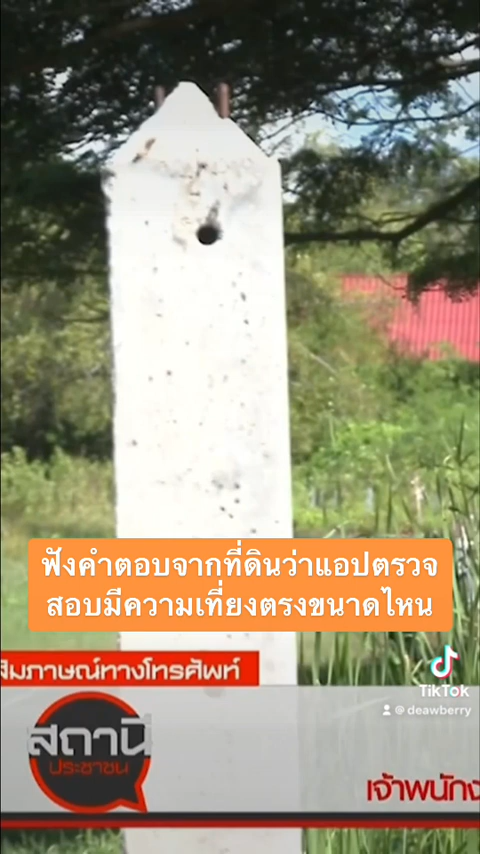 ฟังคำตอบจากที่ดินว่าแอปตรวจ
สอบมีความเที่ยงตรงขนาดไหน
สัมภาษณ์ทางโทรศัพท์
TikTok
@deawberry
สถานี
ประชาชน
เจ้าพนักง